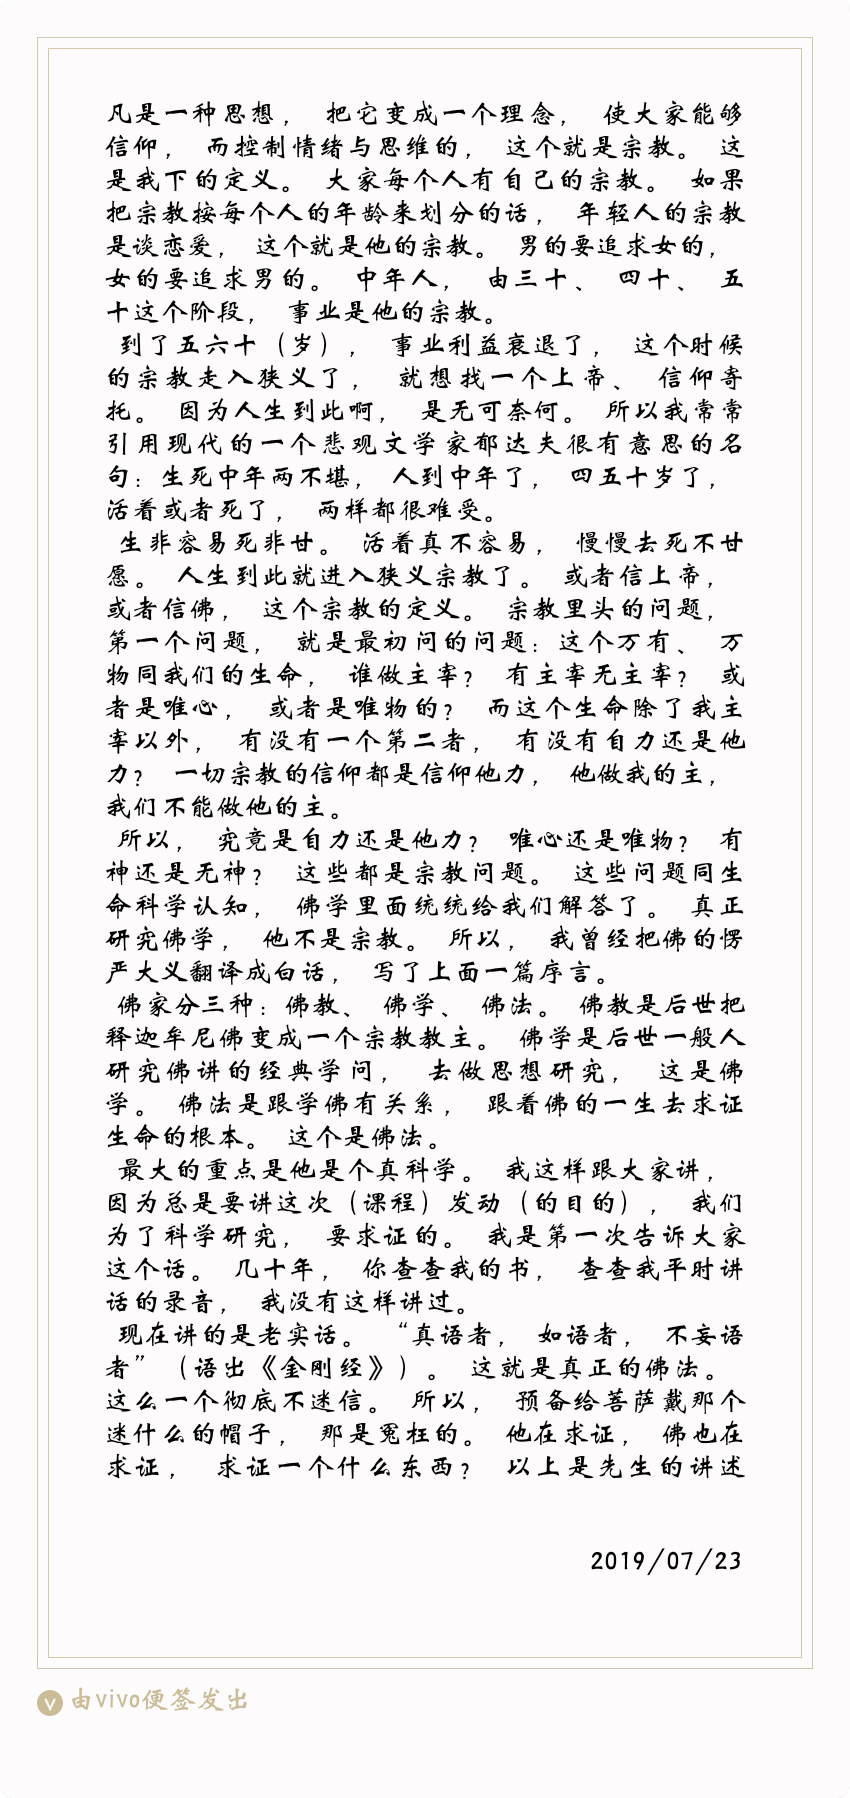 凡是一种思想， 把它变成一个理念， 使大家能够
信仰， 而控制情绪与思维的， 这个就是宗教。 这
是我下的定义。 大家每个人有自己的宗教。 如果
把宗教按每个人的年龄来划分的话， 年轻人的宗教
是谈恋爱， 这个就是他的宗教。 男的要追求女的，
女的要追求男的。 中年人， 由三十、 四十、 五
十这个阶段， 事业是他的宗教。
到了五六十（岁）， 事业利益衰退了， 这个时候
的宗教走入狭义了， 就想找一个上帝、 信仰寄
托。 因为人生到此啊， 是无可奈何。 所以我常常
引用现代的一个悲观文学家郁达夫很有意思的名
句：生死中年两不堪， 人到中年了， 四五十岁了，
活着或者死了， 两样都很难受。
生非容易死非甘。 活着真不容易， 慢慢去死不甘
愿。 人生到此就进入狭义宗教了。 或者信上帝，
或者信佛， 这个宗教的定义。 宗教里头的问题，
第一个问题， 就是最初问的问题：这个万有、 万
物同我们的生命， 谁做主宰？ 有主宰无主宰？ 或
者是唯心， 或者是唯物的？ 而这个生命除了我主
宰以外， 有没有一个第二者， 有没有自力还是他
力？ 一切宗教的信仰都是信仰他力， 他做我的主，
我们不能做他的主。
所以， 究竟是自力还是他力？ 唯心还是唯物？ 有
神还是无神？ 这些都是宗教问题。 这些问题同生
命科学认知， 佛学里面统统给我们解答了。 真正
研究佛学， 他不是宗教。 所以， 我曾经把佛的愣
严大义翻译成白话， 写了上面一篇序言。
佛家分三种：佛教、 佛学、 佛法。 佛教是后世把
释迦牟尼佛变成一个宗教教主。 佛学是后世一般人
研究佛讲的经典学问， 去做思想研究， 这是佛
学。 佛法是跟学佛有关系， 跟着佛的一生去求证
生命的根本。 这个是佛法。
最大的重点是他是个真科学。 我这样跟大家讲，
因为总是要讲这次（课程）发动（的目的）， 我们
为了科学研究， 要求证的。 我是第一次告诉大家
这个话。 几十年， 你查查我的书， 查查我平时讲
话的录音， 我没有这样讲过。
现在讲的是老实话。 “真语者， 如语者， 不妄语
者”（语出《金刚经》）。 这就是真正的佛法。
这么一个彻底不迷信。 所以， 预备给菩萨戴那个
迷什么的帽子， 那是冤枉的。 他在求证， 佛也在
求证， 求证一个什么东西？ 以上是先生的讲述
2019/07/23
v 由vivo便签发出